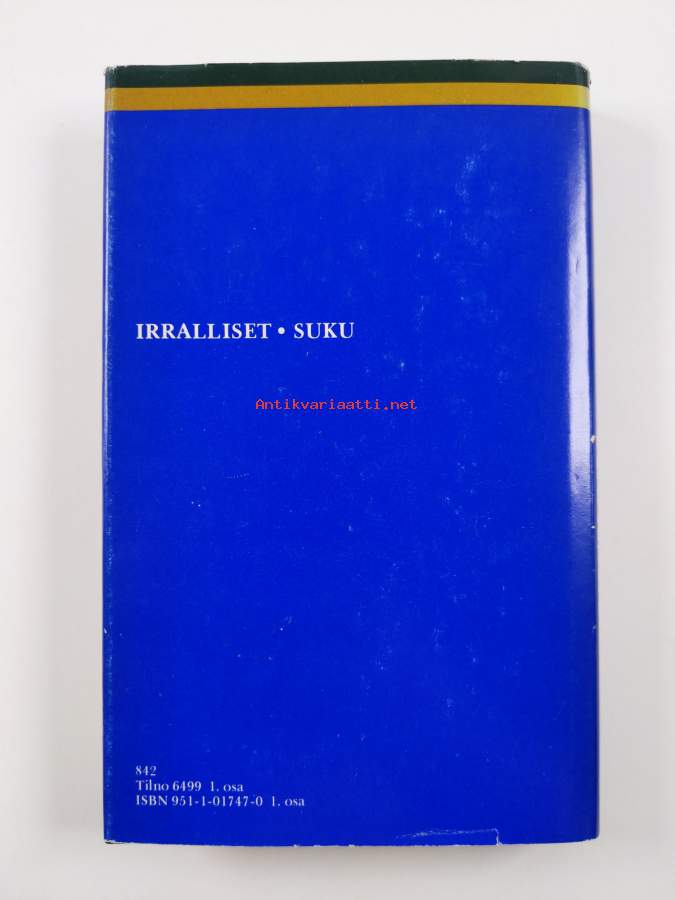 IRRALLISET • SUKU
Antikvariaatti.net
842
Tilno 6499 1. osa
ISBN 951-1-01747-0 1. osa